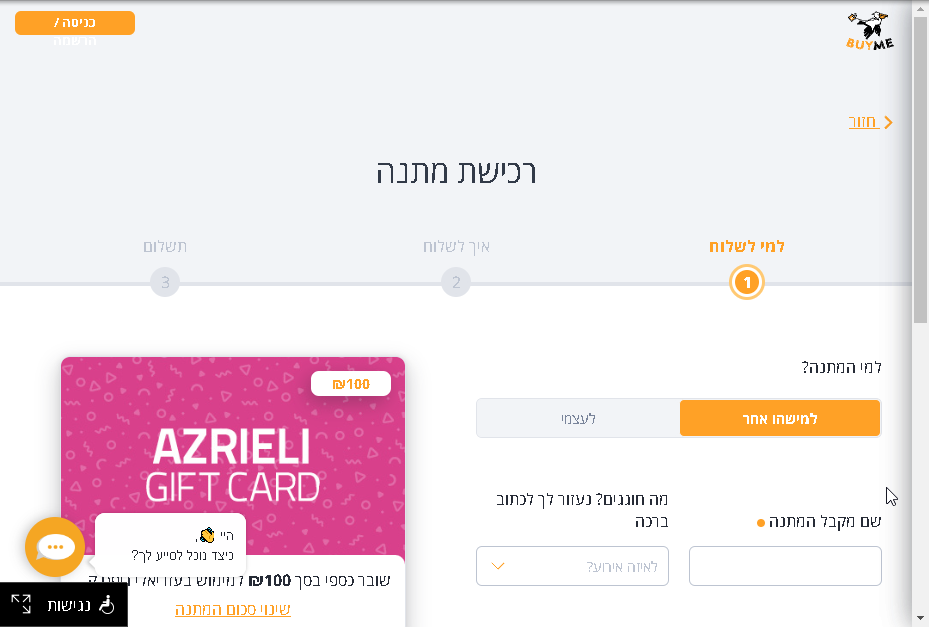 כניסה /
הרשמה
BUYME
חזור
רכישת מתנה
למי לשלוח
איך לשלוח
תשלום
1
2
3
למי המתנה?
למישהו אחר
לעצמי
שם מקבל המתנה
מה חוגגים? נעזור לך לכתוב
ברכה
לאיזה אירוע?
₪100
AZRIELI
GIFT CARD
היי ,
כיצד נוכל לסייע לך?
שובר כספי בסך ₪100 למימוש בעזריאלי
שינוי סכום המתנה
נגישות